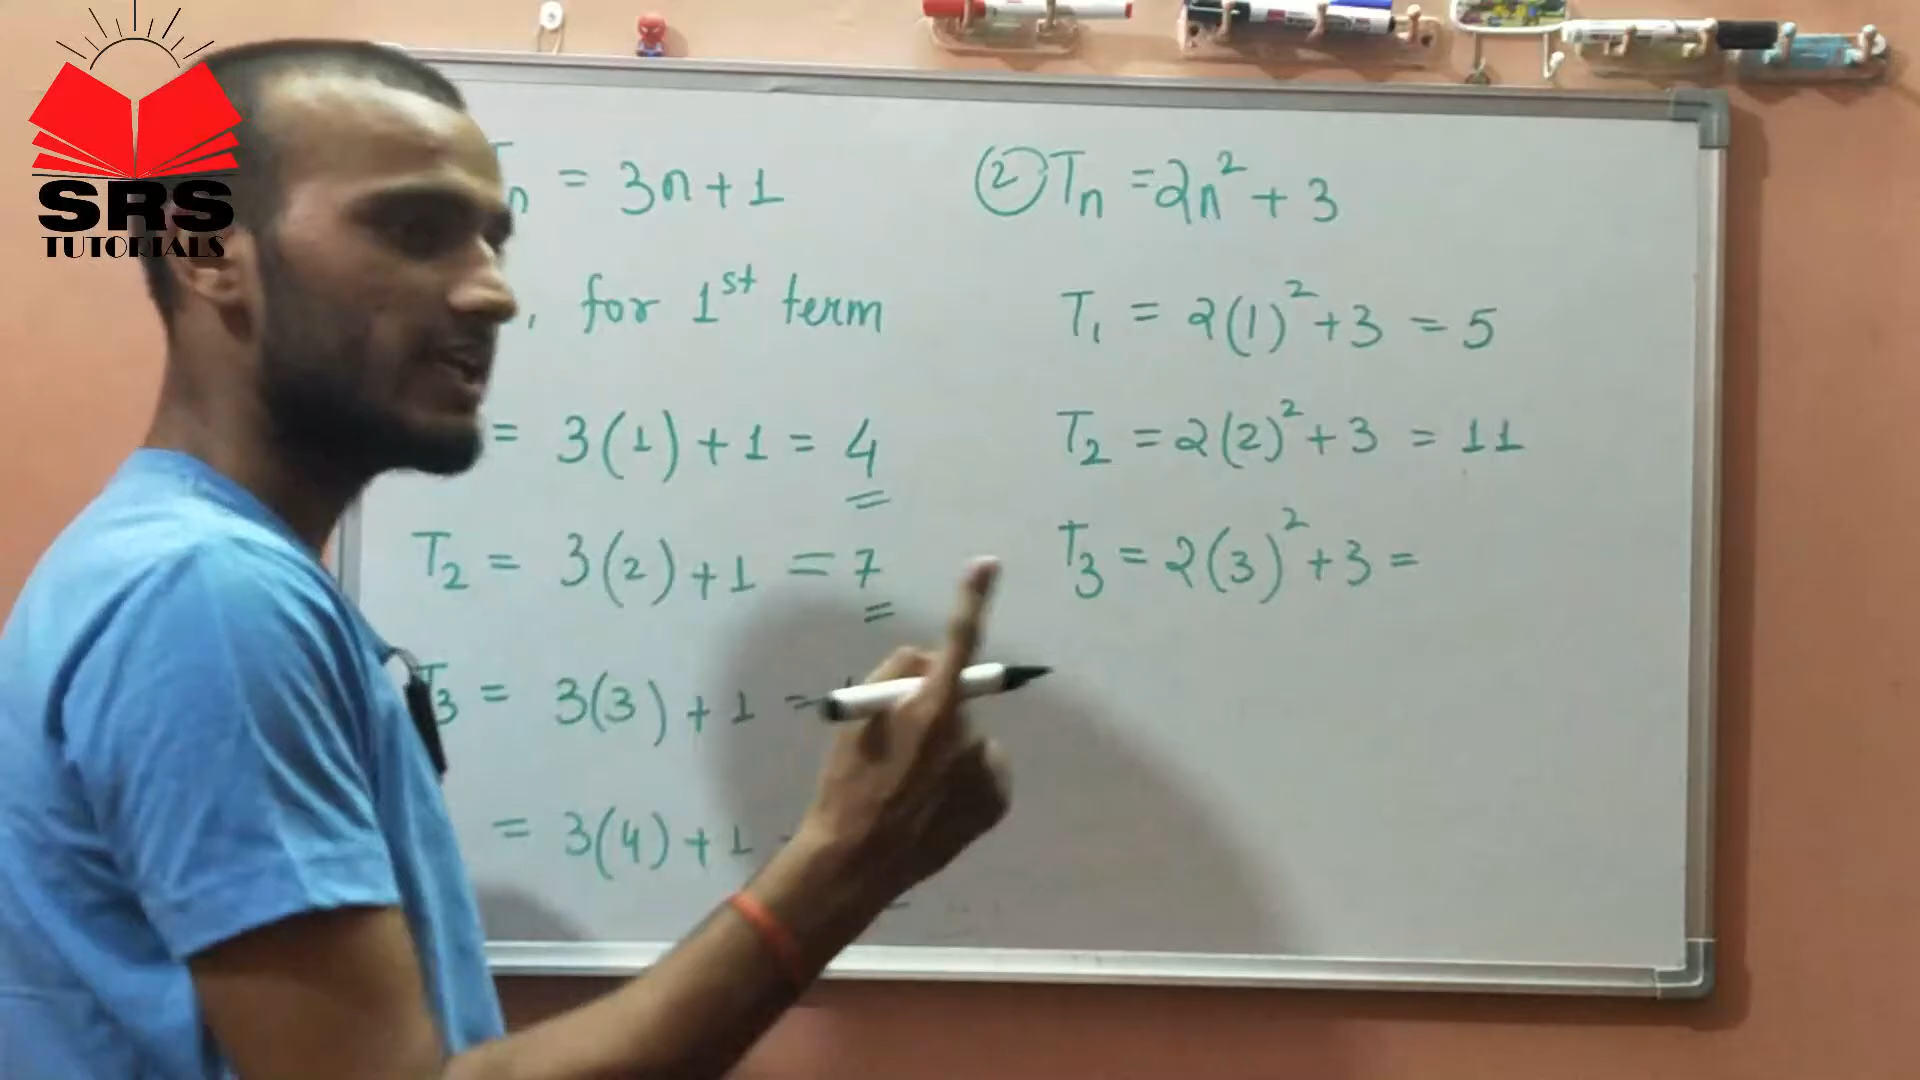 SRS
TUTORIALS
Tn = 3n+1
, for 1st term
= 3(1)+1 = 4
T2 = 3(2)+1 = 7
T3 = 3(3)+1 =
= 3(4)+1
② Tn = 2n²+3
T1 = 2(1)²+3 = 5
T2 = 2(2)²+3 = 11
T3 = 2(3)²+3 =